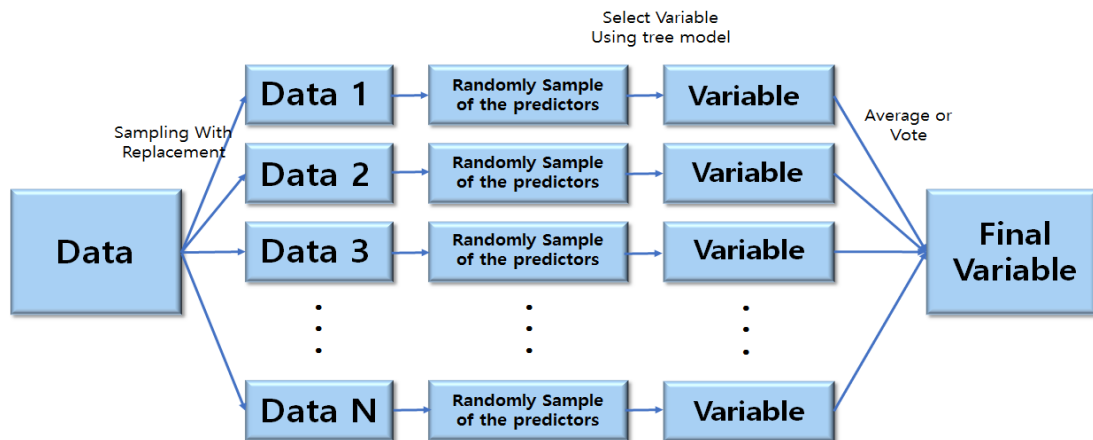 Select Variable
Using tree model
Data 1
Randomly Sample
of the predictors
Variable
Sampling With
Replacement
Average or
Vote
Data 2
Randomly Sample
of the predictors
Variable
Data
Data 3
Randomly Sample
of the predictors
Variable
Final
Variable
Data N
Randomly Sample
of the predictors
Variable